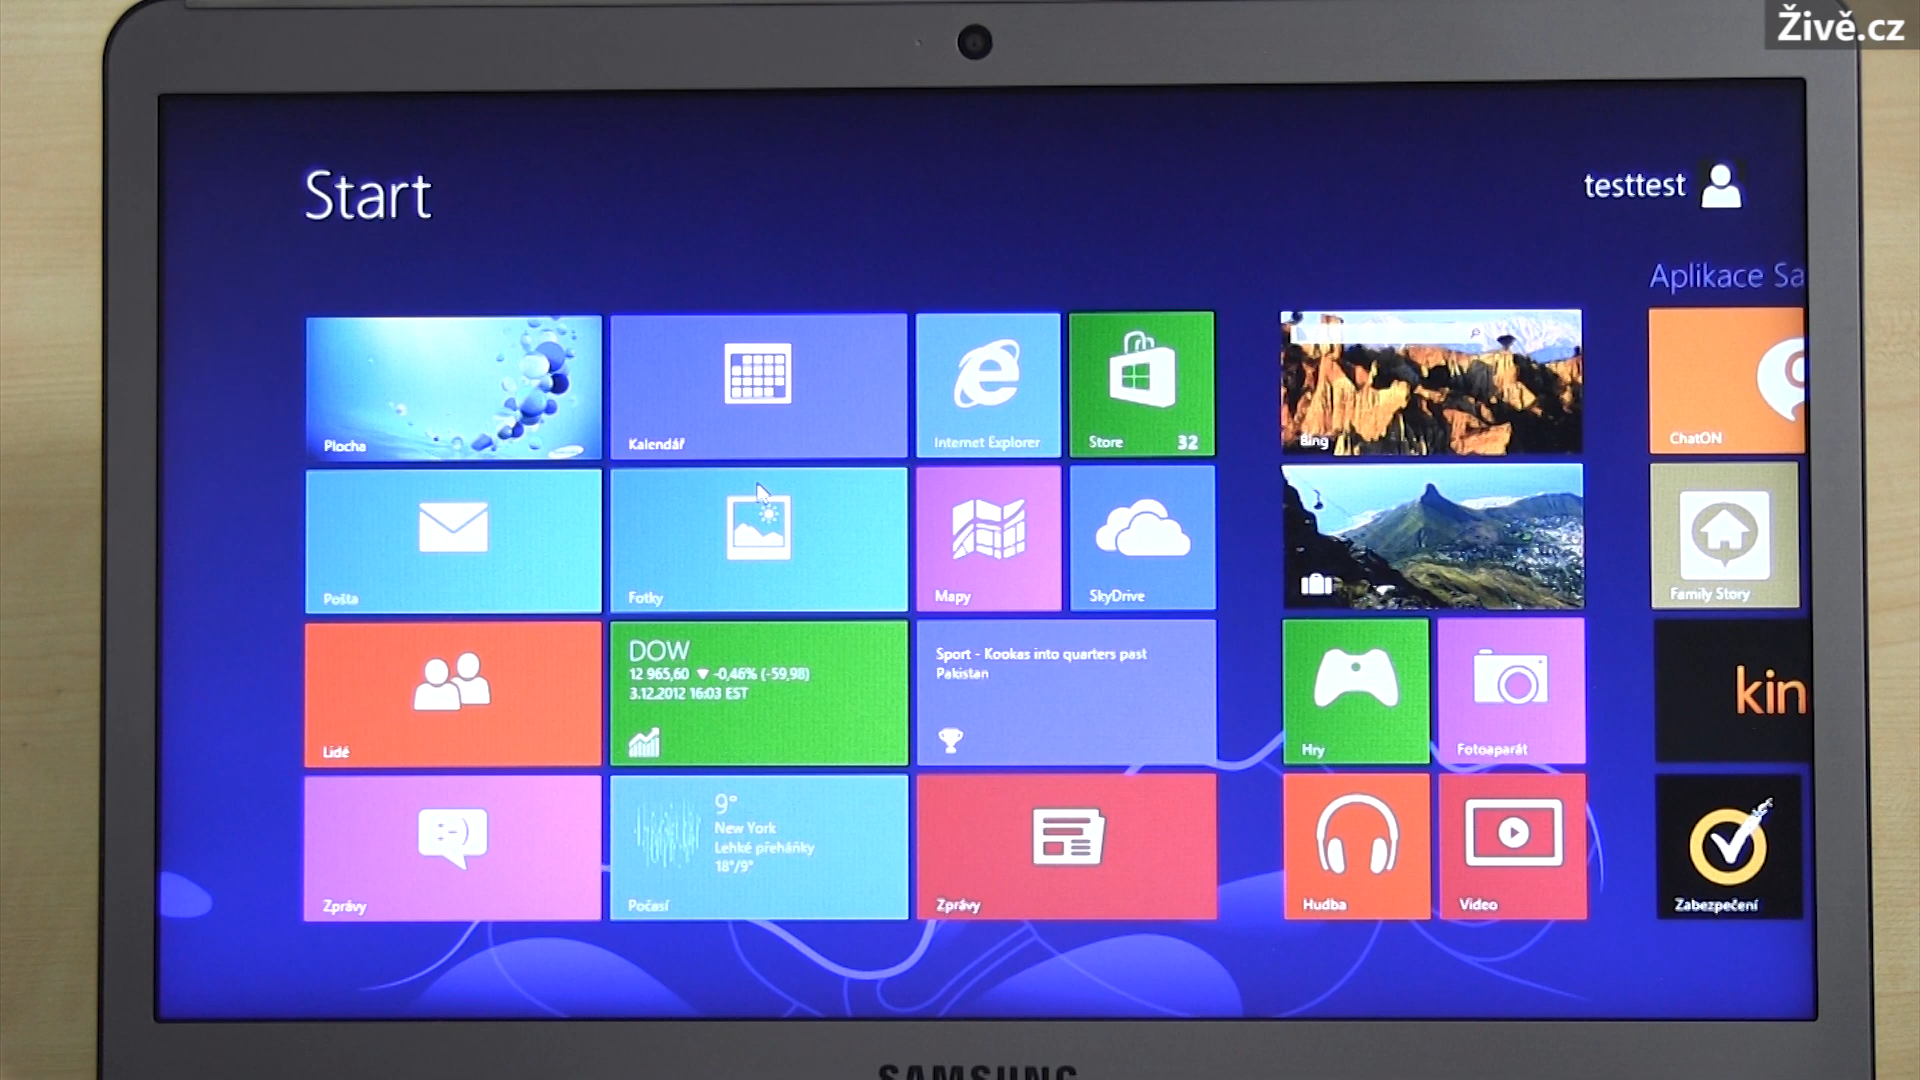 Živě.cz
Start
testtest
Aplikace Sa
Plocha
Kalendář
Internet Explorer
Store
32
Bing
ChatON
Pošta
Fotky
Mapy
SkyDrive
Family Story
Lidé
DOW
12 965,60 ▼ -0,46% (-59,98)
3.12.2012 16:03 EST
Sport - Kookas into quarters past
Pakistan
Hry
Fotoaparát
kin
Zprávy
9°
New York
Lehké přeháňky
18°/9°
Počasí
Zprávy
Hudba
Video
Zabezpečení
SAMSUNG